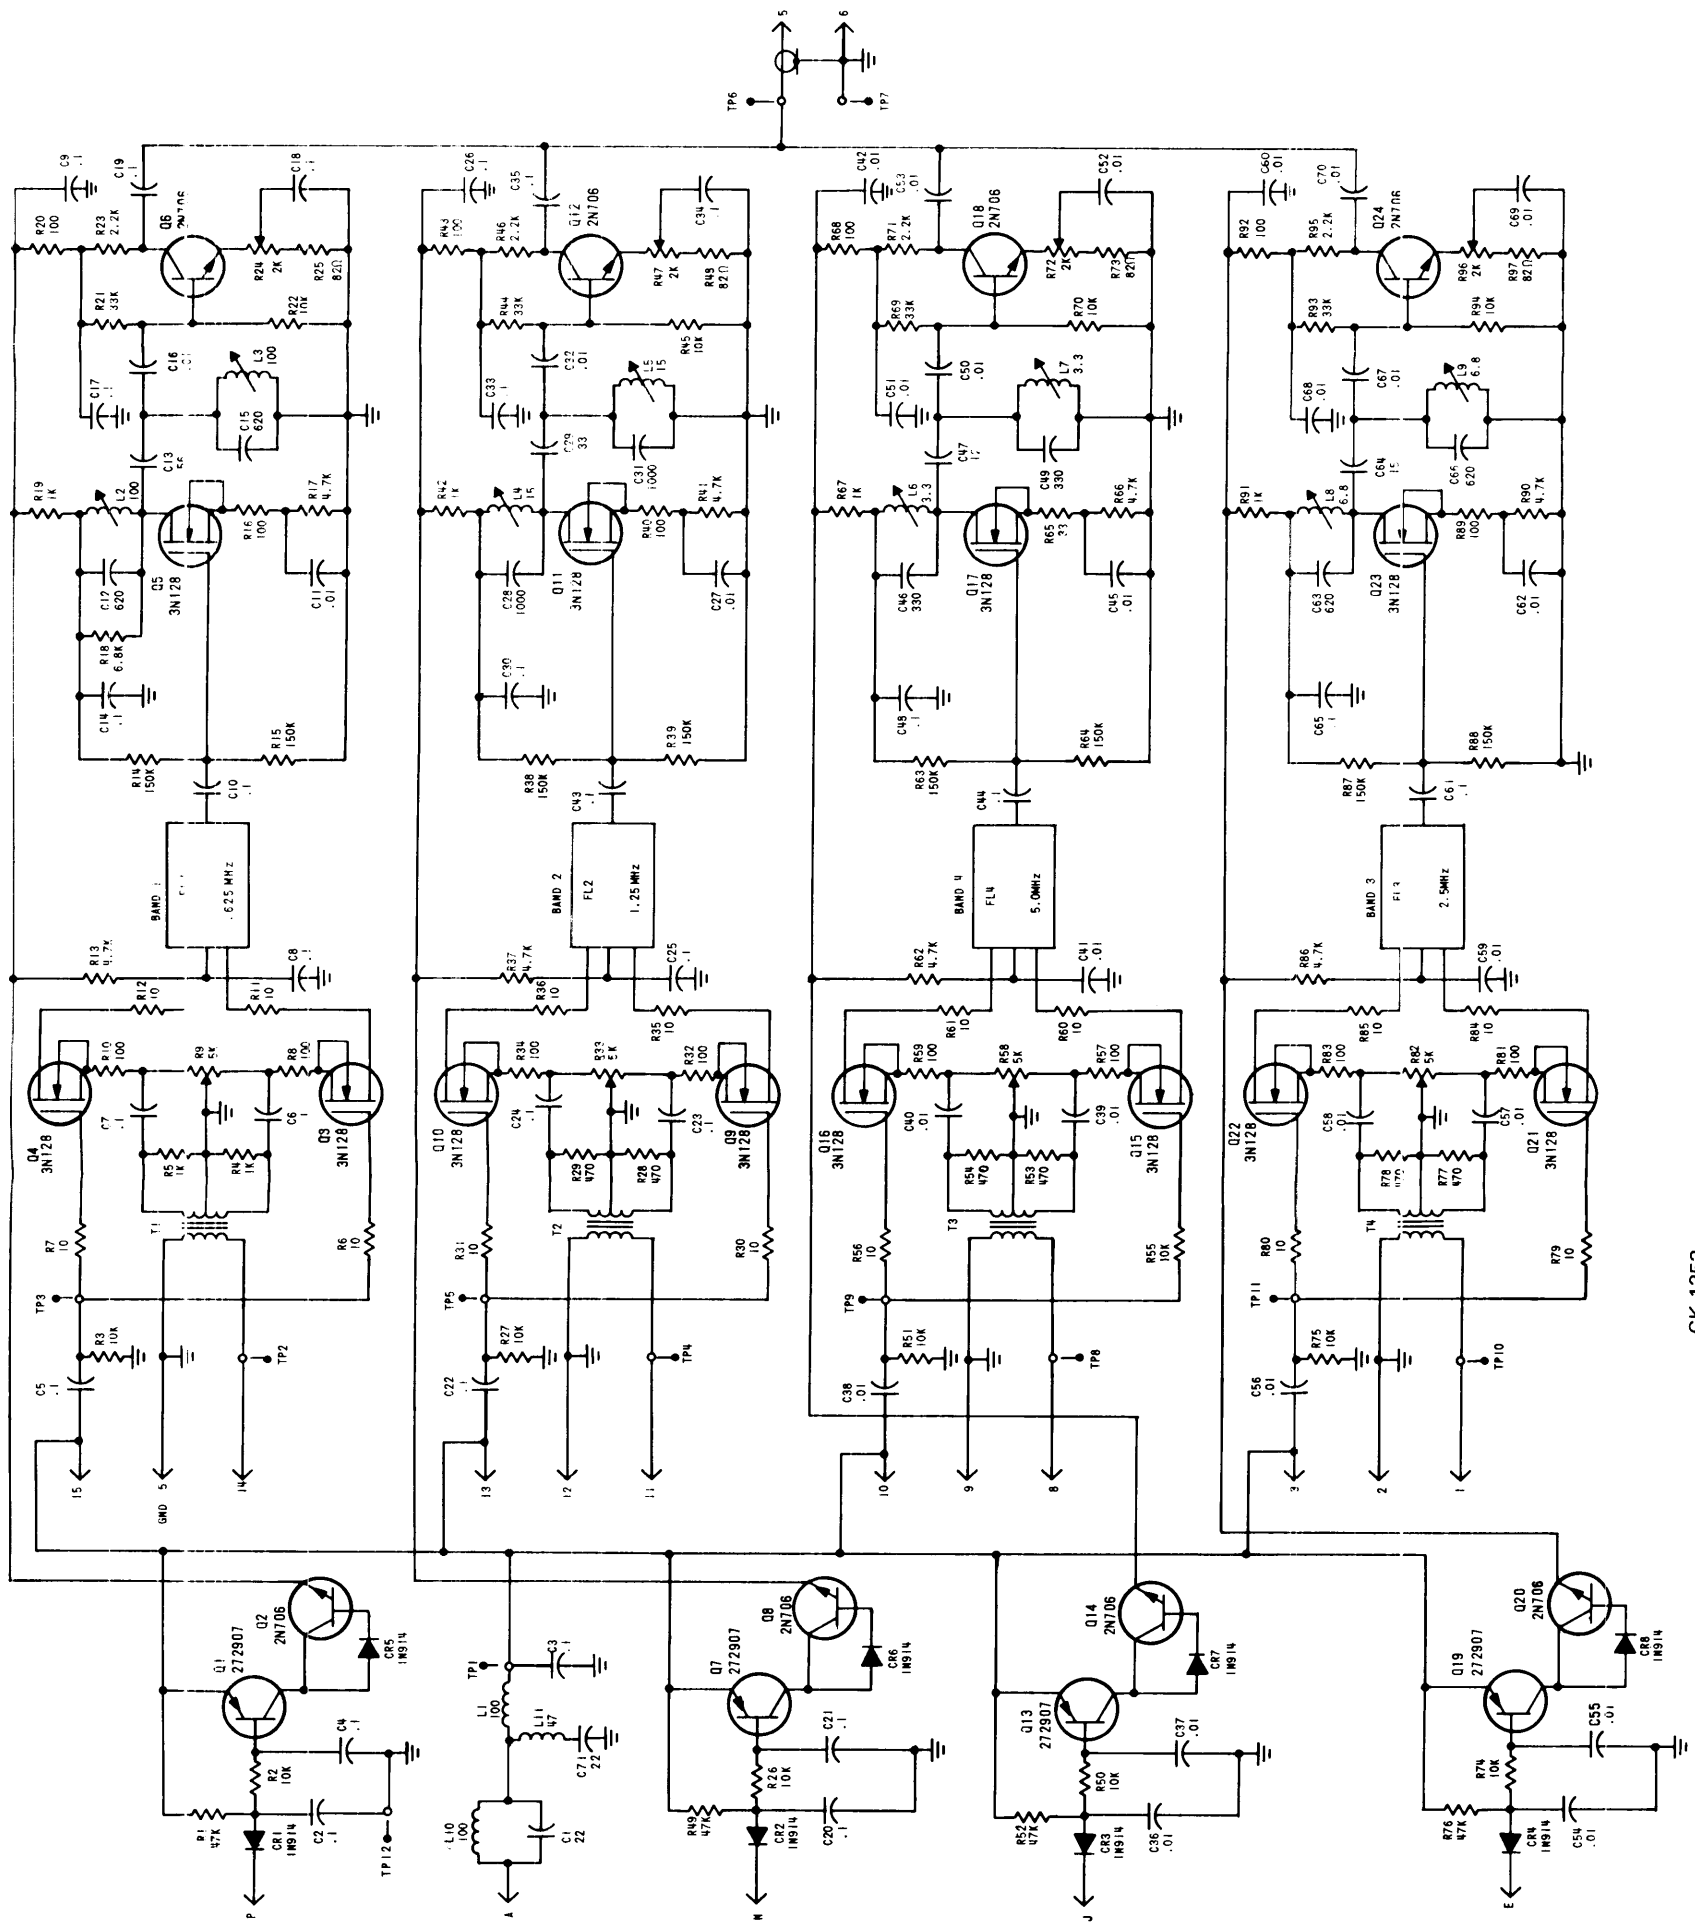 5
6
TP6
TP7
C9 .1
C19 .1
R20 100
R23 2.2K
Q6 2N706
C18 .1
R24 2K
R25 82Ω
R21 33K
R22 10K
C16 .01
L3 100
C17 .1
C15 620
C13 56
R19 1K
L2 100
R16 100
R17 4.7K
C12 620
Q5 3N128
C11 .01
R18 6.8K
C14 .1
R14 150K
R15 150K
C10 .1
BAND
.625 MHz
R13 4.7K
C8 .1
R12 10
R11 10
R10 100
R9 5K
R8 100
Q4 3N128
C7 .1
C6 .1
Q3 3N128
R5 1K
R4 1K
T1
R7 10
R6 10
TP3
R3 10K
TP2
C5 .1
15
GND 5
14
C26 .1
C35 .1
R43 100
R46 2.2K
Q12 2N706
C34 .1
R47 2K
R48 82Ω
R44 33K
R45 10K
C32 .01
L5 15
C33 .1
C31 1000
C29 33
R42 1K
L4 15
R40 100
R41 4.7K
C28 1000
Q11 3N128
C27 .01
C30 .1
R38 150K
R39 150K
C43 .1
BAND 2
FL2
1.25 MHz
R37 4.7K
C25 .1
R36 10
R35 10
R34 100
R33 5K
R32 100
Q10 3N128
C24 .1
C23 .1
Q9 3N128
R29 470
R28 470
T2
R31 10
R30 10
TP5
R27 10K
TP4
C22 .1
13
12
11
C42 .01
C53 .01
R68 100
R71 2.2K
Q18 2N706
C52 .01
R72 2K
R73 82Ω
R69 33K
R70 10K
C50 .01
L7 3.3
C51 .01
C49 330
C47
R67 1K
L6 3.3
R65 33
R66 4.7K
C46 330
Q17 3N128
C45 .01
C48 .1
R63 150K
R64 150K
C44 .1
BAND 4
FL4
5.0MHz
R62 4.7K
C41 .01
R61 10
R60 10
R59 100
R58 5K
R57 100
Q16 3N128
C40 .01
C39 .01
Q15 3N128
R54 470
R53 470
T3
R56 10
R55 10K
TP9
R51 10K
TP8
C38 .01
10
9
8
C60 .01
C70 .01
R92 100
R95 2.2K
Q24 2N706
C69 .01
R96 2K
R97 82Ω
R93 33K
R94 10K
C67 .01
L9 6.8
C68 .01
C66 620
C64 15
R91 1K
L8 6.8
R89 100
R90 4.7K
C63 620
Q23 3N128
C62 .01
C65 .1
R87 150K
R88 150K
C61 .1
BAND 3
FL3
2.5MHz
R86 4.7K
C59 .01
R85 10
R84 10
R83 100
R82 5K
R81 100
Q22 3N128
C58 .01
C57 .01
Q21 3N128
R78 470
R77 470
T4
R80 10
R79 10
TP11
R75 10K
TP10
C56 .01
3
2
1
Q2 2N706
Q1 272907
CR5 1N914
R2 10K
C4 .1
R1 47K
CR1 1N914
C2 .1
TP12
P
TP1
C3 .1
L1 100
L11 47
C71 22
L10 100
C1 22
A
Q8 2N706
Q7 272907
CR6 1N914
R26 10K
C21 .1
R49 47K
CR2 1N914
C20 .1
Q14 2N706
Q13 272907
CR7 1N914
R50 10K
C37 .01
R52 47K
CR3 1N914
C36 .01
J
Q20 2N706
Q19 272907
CR8 1N914
R74 10K
C55 .01
R76 47K
CR4 1N914
C54 .01
E